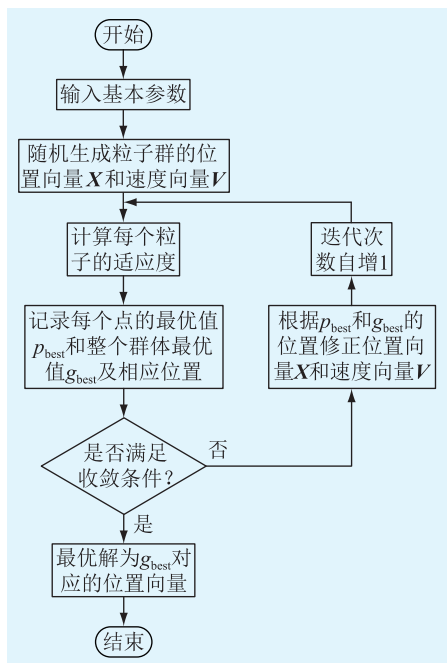 开始
输入基本参数
随机生成粒子群的位
置向量X和速度向量V
计算每个粒
子的适应度
迭代次
数自增1
记录每个点的最优值
pbest和整个群体最优
值gbest及相应位置
根据pbest和gbest的
位置修正位置向
量X和速度向量V
是否满足
收敛条件?
否
是
最优解为gbest对
应的位置向量
结束